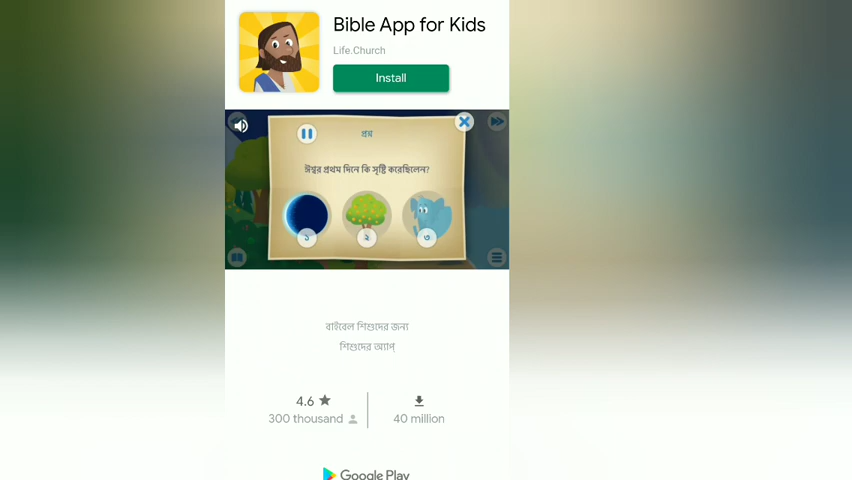 Bible App for Kids
Life.Church
Install
প্রশ্ন
ঈশ্বর প্রথম দিনে কি সৃষ্টি করেছিলেন?
১ ২ ৩
বাইবেল শিশুদের জন্য
শিশুদের অ্যাপ্
4.6
300 thousand
40 million
Google Play